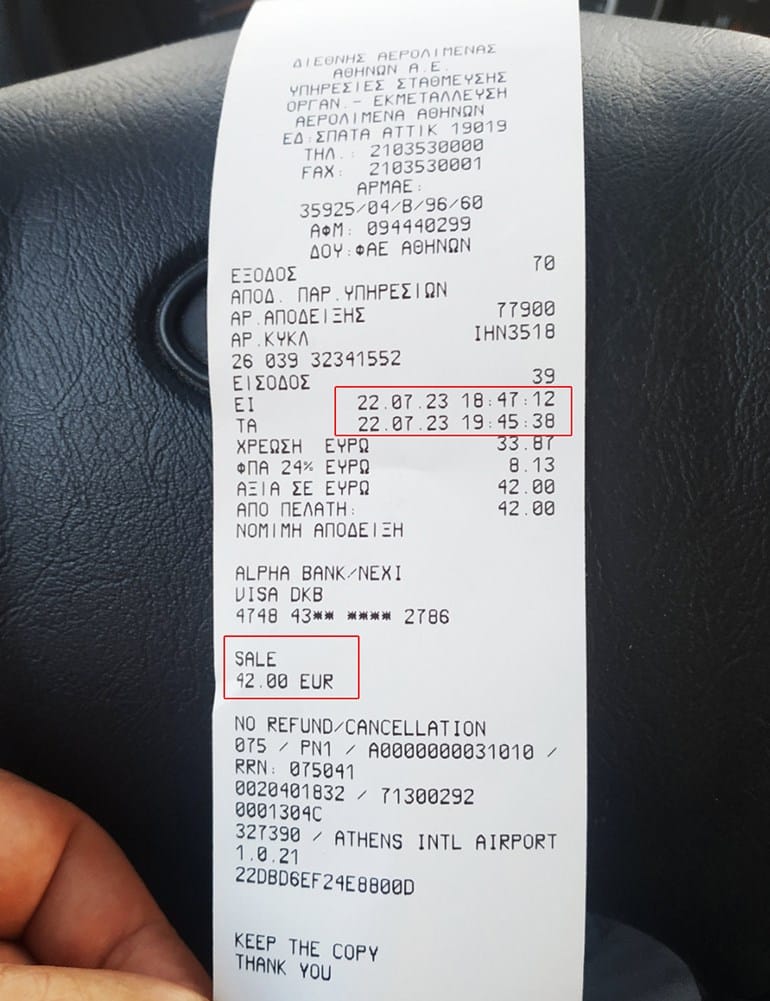 ΔΙΕΘΝΗΣ ΑΕΡΟΛΙΜΕΝΑΣ
ΑΘΗΝΩΝ Α.Ε.
ΥΠΗΡΕΣΙΕΣ ΣΤΑΘΜΕΥΣΗΣ
ΟΡΓΑΝ.- ΕΚΜΕΤΑΛΛΕΥΣΗ
ΑΕΡΟΛΙΜΕΝΑ ΑΘΗΝΩΝ
ΕΔ:ΣΠΑΤΑ ΑΤΤΙΚ 19019
ΤΗΛ.: 2103530000
FAX: 2103530001
ΑΡΜΑΕ:
35925/04/Β/96/60
ΑΦΜ: 094440299
ΔΟΥ:ΦΑΕ ΑΘΗΝΩΝ
ΕΞΟΔΟΣ 70
ΑΠΟΔ. ΠΑΡ.ΥΠΗΡΕΣΙΩΝ
ΑΡ.ΑΠΟΔΕΙΞΗΣ 77900
ΑΡ.ΚΥΚΛ ΙΗΝ3518
26 039 32341552
ΕΙΣΟΔΟΣ 39
ΕΙ 22.07.23 18:47:12
ΤΑ 22.07.23 19:45:38
ΧΡΕΩΣΗ ΕΥΡΩ 33.87
ΦΠΑ 24% ΕΥΡΩ 8.13
ΑΞΙΑ ΣΕ ΕΥΡΩ 42.00
ΑΠΟ ΠΕΛΑΤΗ: 42.00
ΝΟΜΙΜΗ ΑΠΟΔΕΙΞΗ
ALPHA BANK/NEXI
VISA DKB
4748 43** **** 2786
SALE
42.00 EUR
NO REFUND/CANCELLATION
075 / PN1 / A0000000031010 /
RRN: 075041
0020401832 / 71300292
0001304C
327390 / ATHENS INTL AIRPORT
1.0.21
22DBD6EF24E8800D
KEEP THE COPY
THANK YOU